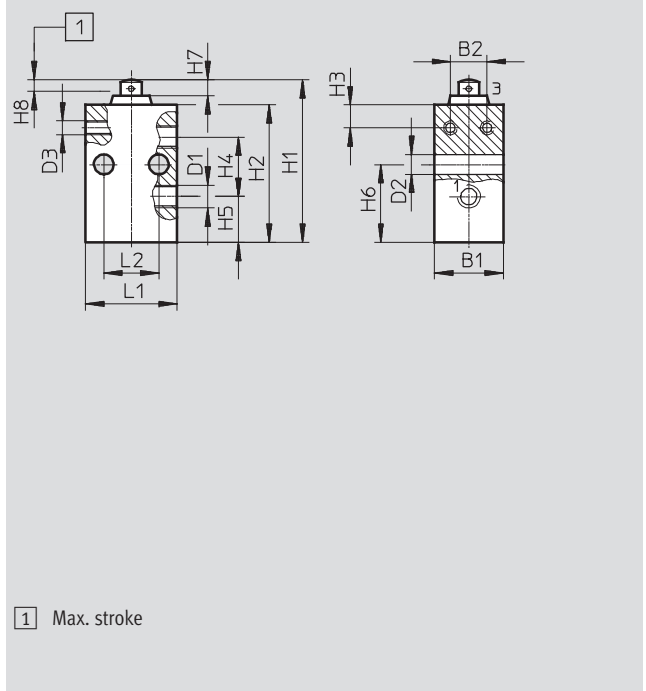 1
H8
H7
D3
D1
H4
H5
H2
H1
L2
L1
H3
B2
3
H6
D2
1
B1
1 Max. stroke